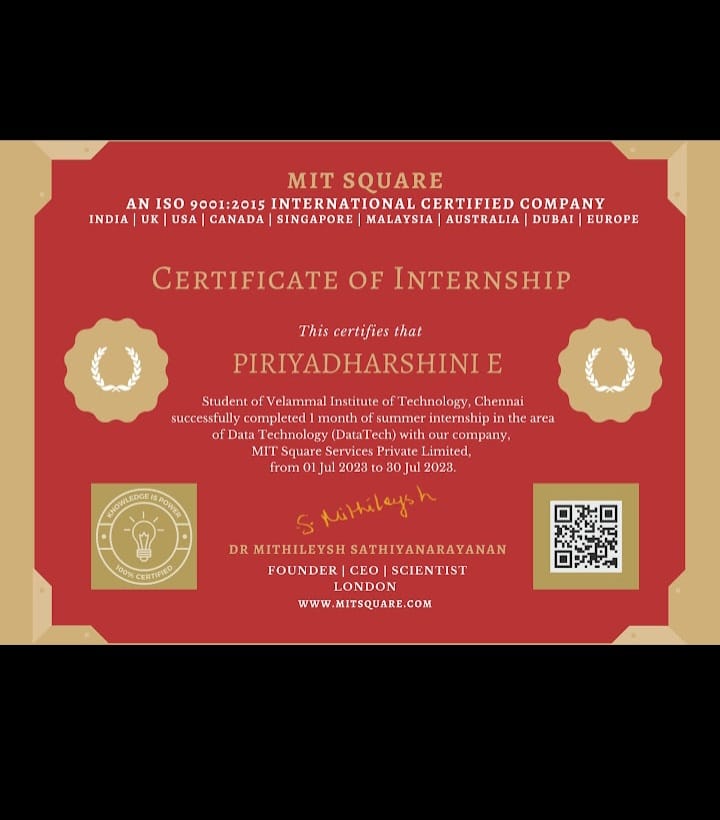 MIT SQUARE
AN ISO 9001:2015 INTERNATIONAL CERTIFIED COMPANY
INDIA | UK | USA | CANADA | SINGAPORE | MALAYSIA | AUSTRALIA | DUBAI | EUROPE
CERTIFICATE OF INTERNSHIP
This certifies that
PIRIYADHARSHINI E
Student of Velammal Institute of Technology, Chennai
successfully completed 1 month of summer internship in the area
of Data Technology (DataTech) with our company,
MIT Square Services Private Limited,
from 01 Jul 2023 to 30 Jul 2023.
KNOWLEDGE IS POWER
100% CERTIFIED
S. Mithileysh
DR MITHILEYSH SATHIYANARAYANAN
FOUNDER | CEO | SCIENTIST
LONDON
WWW.MITSQUARE.COM